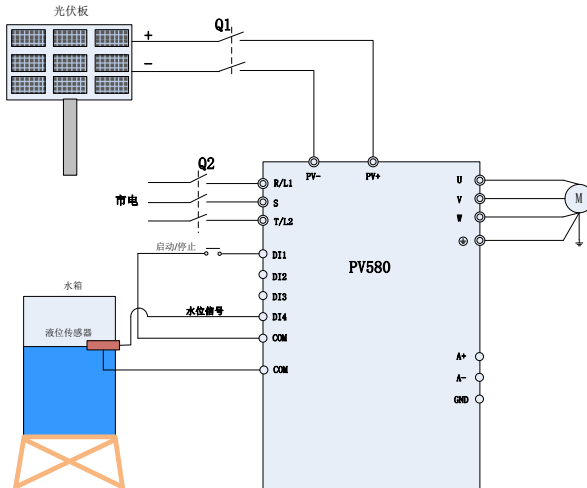 光伏板
+
Q1
−
Q2
PV-
PV+
R/L1
U
市电
S
V
M
T/L2
W
启动/停止
DI1
DI2
PV580
水箱
DI3
水位信号
DI4
液位传感器
COM
A+
COM
A-
GND